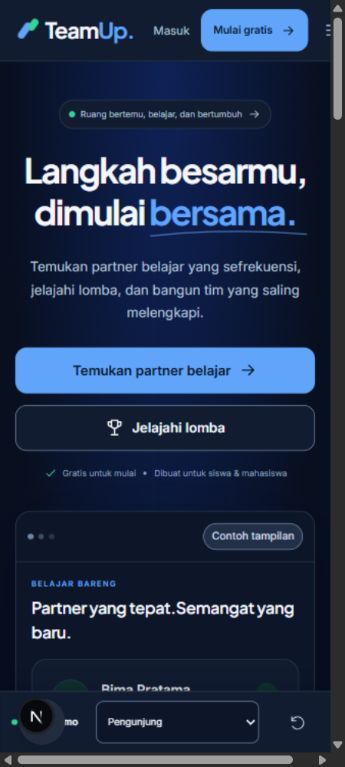 TeamUp.
Masuk
Mulai gratis →
Ruang bertemu, belajar, dan bertumbuh →
Langkah besarmu,
dimulai bersama.
Temukan partner belajar yang sefrekuensi,
jelajahi lomba, dan bangun tim yang saling
melengkapi.
Temukan partner belajar →
Jelajahi lomba
Gratis untuk mulai • Dibuat untuk siswa & mahasiswa
Contoh tampilan
BELAJAR BARENG
Partner yang tepat. Semangat yang
baru.
Bima Pratama
N
mo
Pengunjung